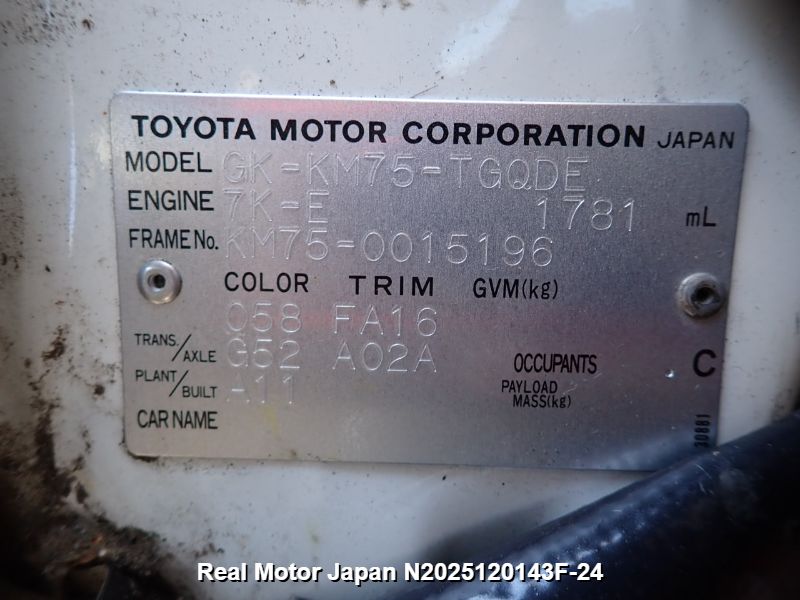 TOYOTA MOTOR CORPORATION JAPAN
MODEL GK-KM75-TGQDE
ENGINE 7K-E 1781 mL
FRAME No. KM75-0015196
COLOR TRIM GVM(kg)
058 FA16
TRANS./AXLE G52 A02A OCCUPANTS C
PLANT/BUILT A11 PAYLOAD MASS(kg)
CAR NAME
30881
Real Motor Japan N2025120143F-24